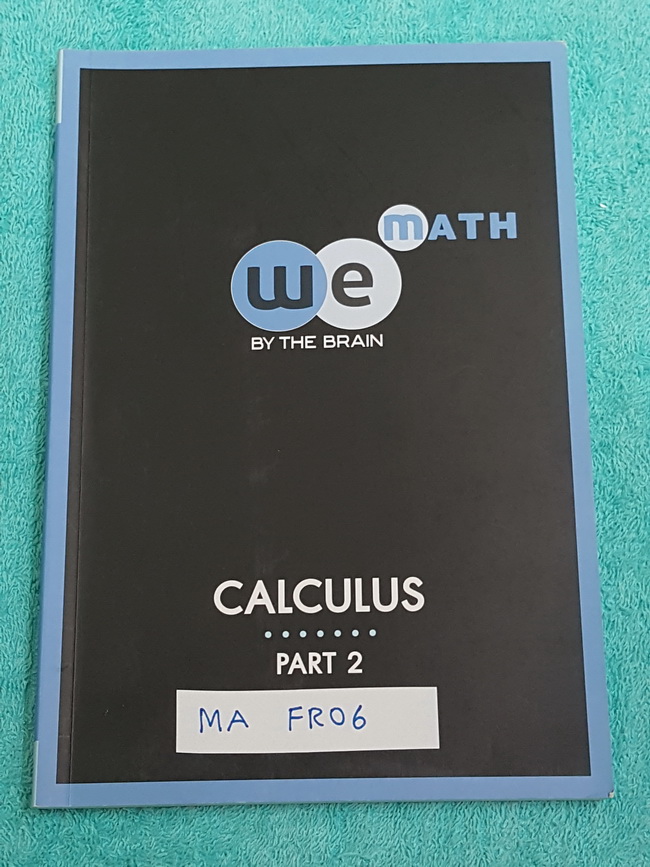 mATH
we
BY THE BRAIN
CALCULUS
PART 2
MA FR06